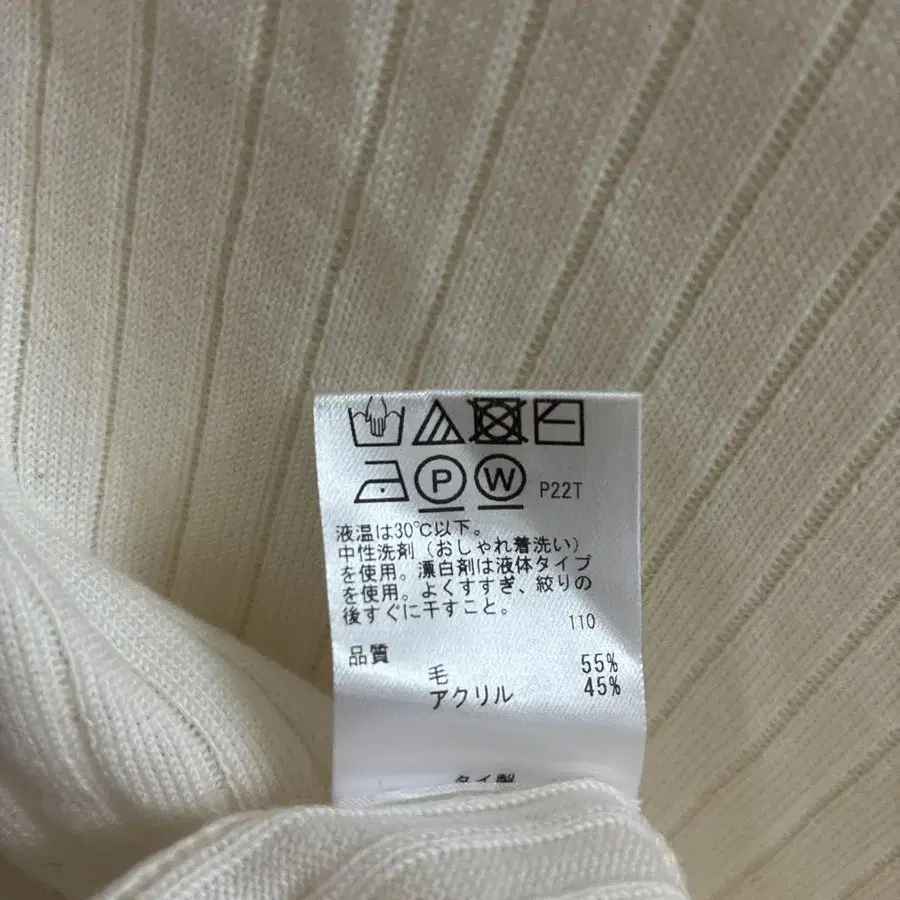 P W P22T
液温は30℃以下。
中性洗剤（おしゃれ着洗い）
を使用。漂白剤は液体タイプ
を使用。よくすすぎ、絞りの
後すぐに干すこと。
110
品質
毛 55%
アクリル 45%
タイ製